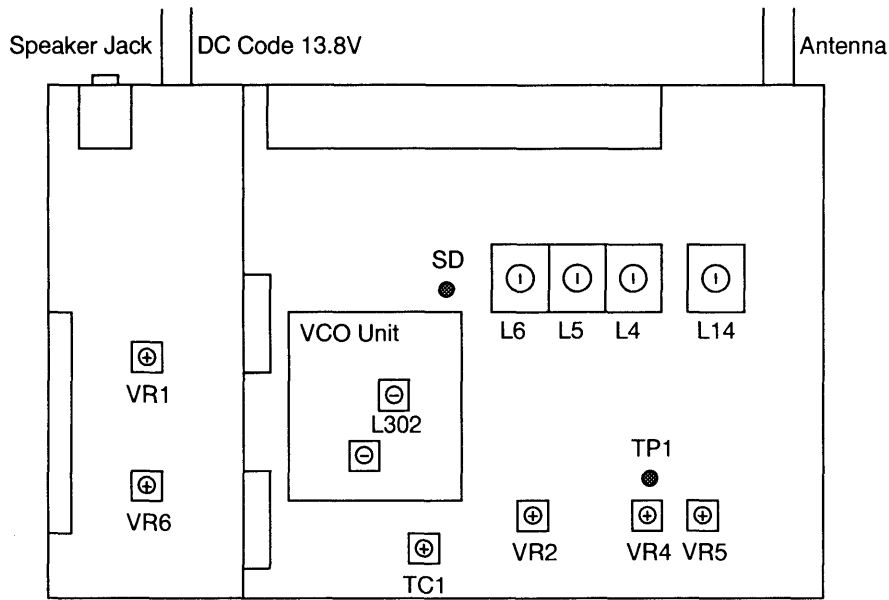 Speaker Jack
DC Code 13.8V
Antenna
SD
L6
L5
L4
L14
VCO Unit
VR1
L302
TP1
VR6
VR2
VR4
VR5
TC1